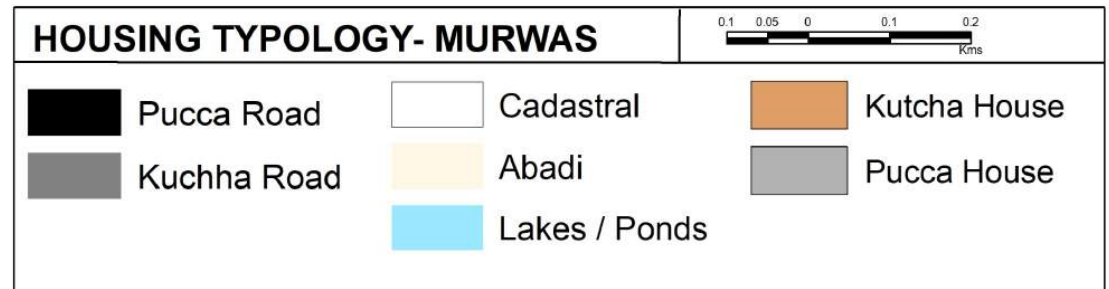 HOUSING TYPOLOGY- MURWAS
0.1 0.05 0 0.1 0.2
Kms
Pucca Road
Kuchha Road
Cadastral
Abadi
Lakes / Ponds
Kutcha House
Pucca House